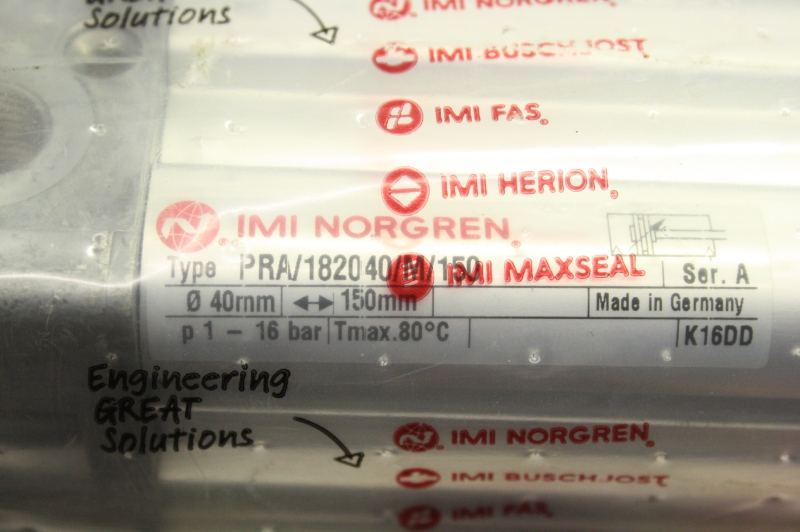 Solutions
IMI NORGREN
IMI BUSCHJOST
IMI FAS
IMI HERION
IMI NORGREN
Type PRA/182040/M/150 Ser. A
IMI MAXSEAL
Ø 40mm ↔ 150mm Made in Germany
p 1 – 16 bar Tmax.80°C K16DD
Engineering
GREAT
Solutions
IMI NORGREN
IMI BUSCHJOST
IMI FAS